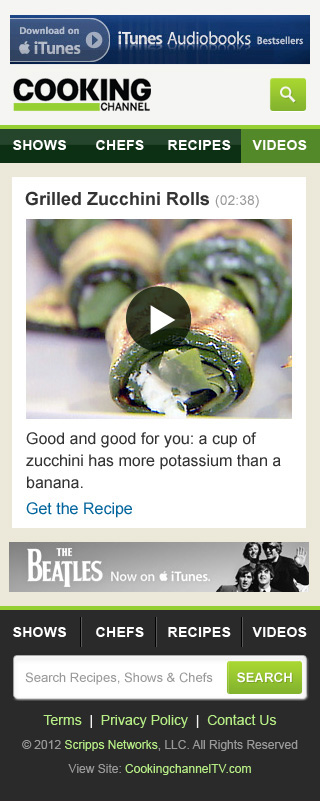 Download on
iTunes
iTunes Audiobooks Bestsellers
COOKING
CHANNEL
SHOWS CHEFS RECIPES VIDEOS
Grilled Zucchini Rolls (02:38)
Good and good for you: a cup of
zucchini has more potassium than a
banana.
Get the Recipe
THE
BEATLES Now on iTunes.
SHOWS CHEFS RECIPES VIDEOS
Search Recipes, Shows & Chefs SEARCH
Terms | Privacy Policy | Contact Us
© 2012 Scripps Networks, LLC. All Rights Reserved
View Site: CookingchannelTV.com